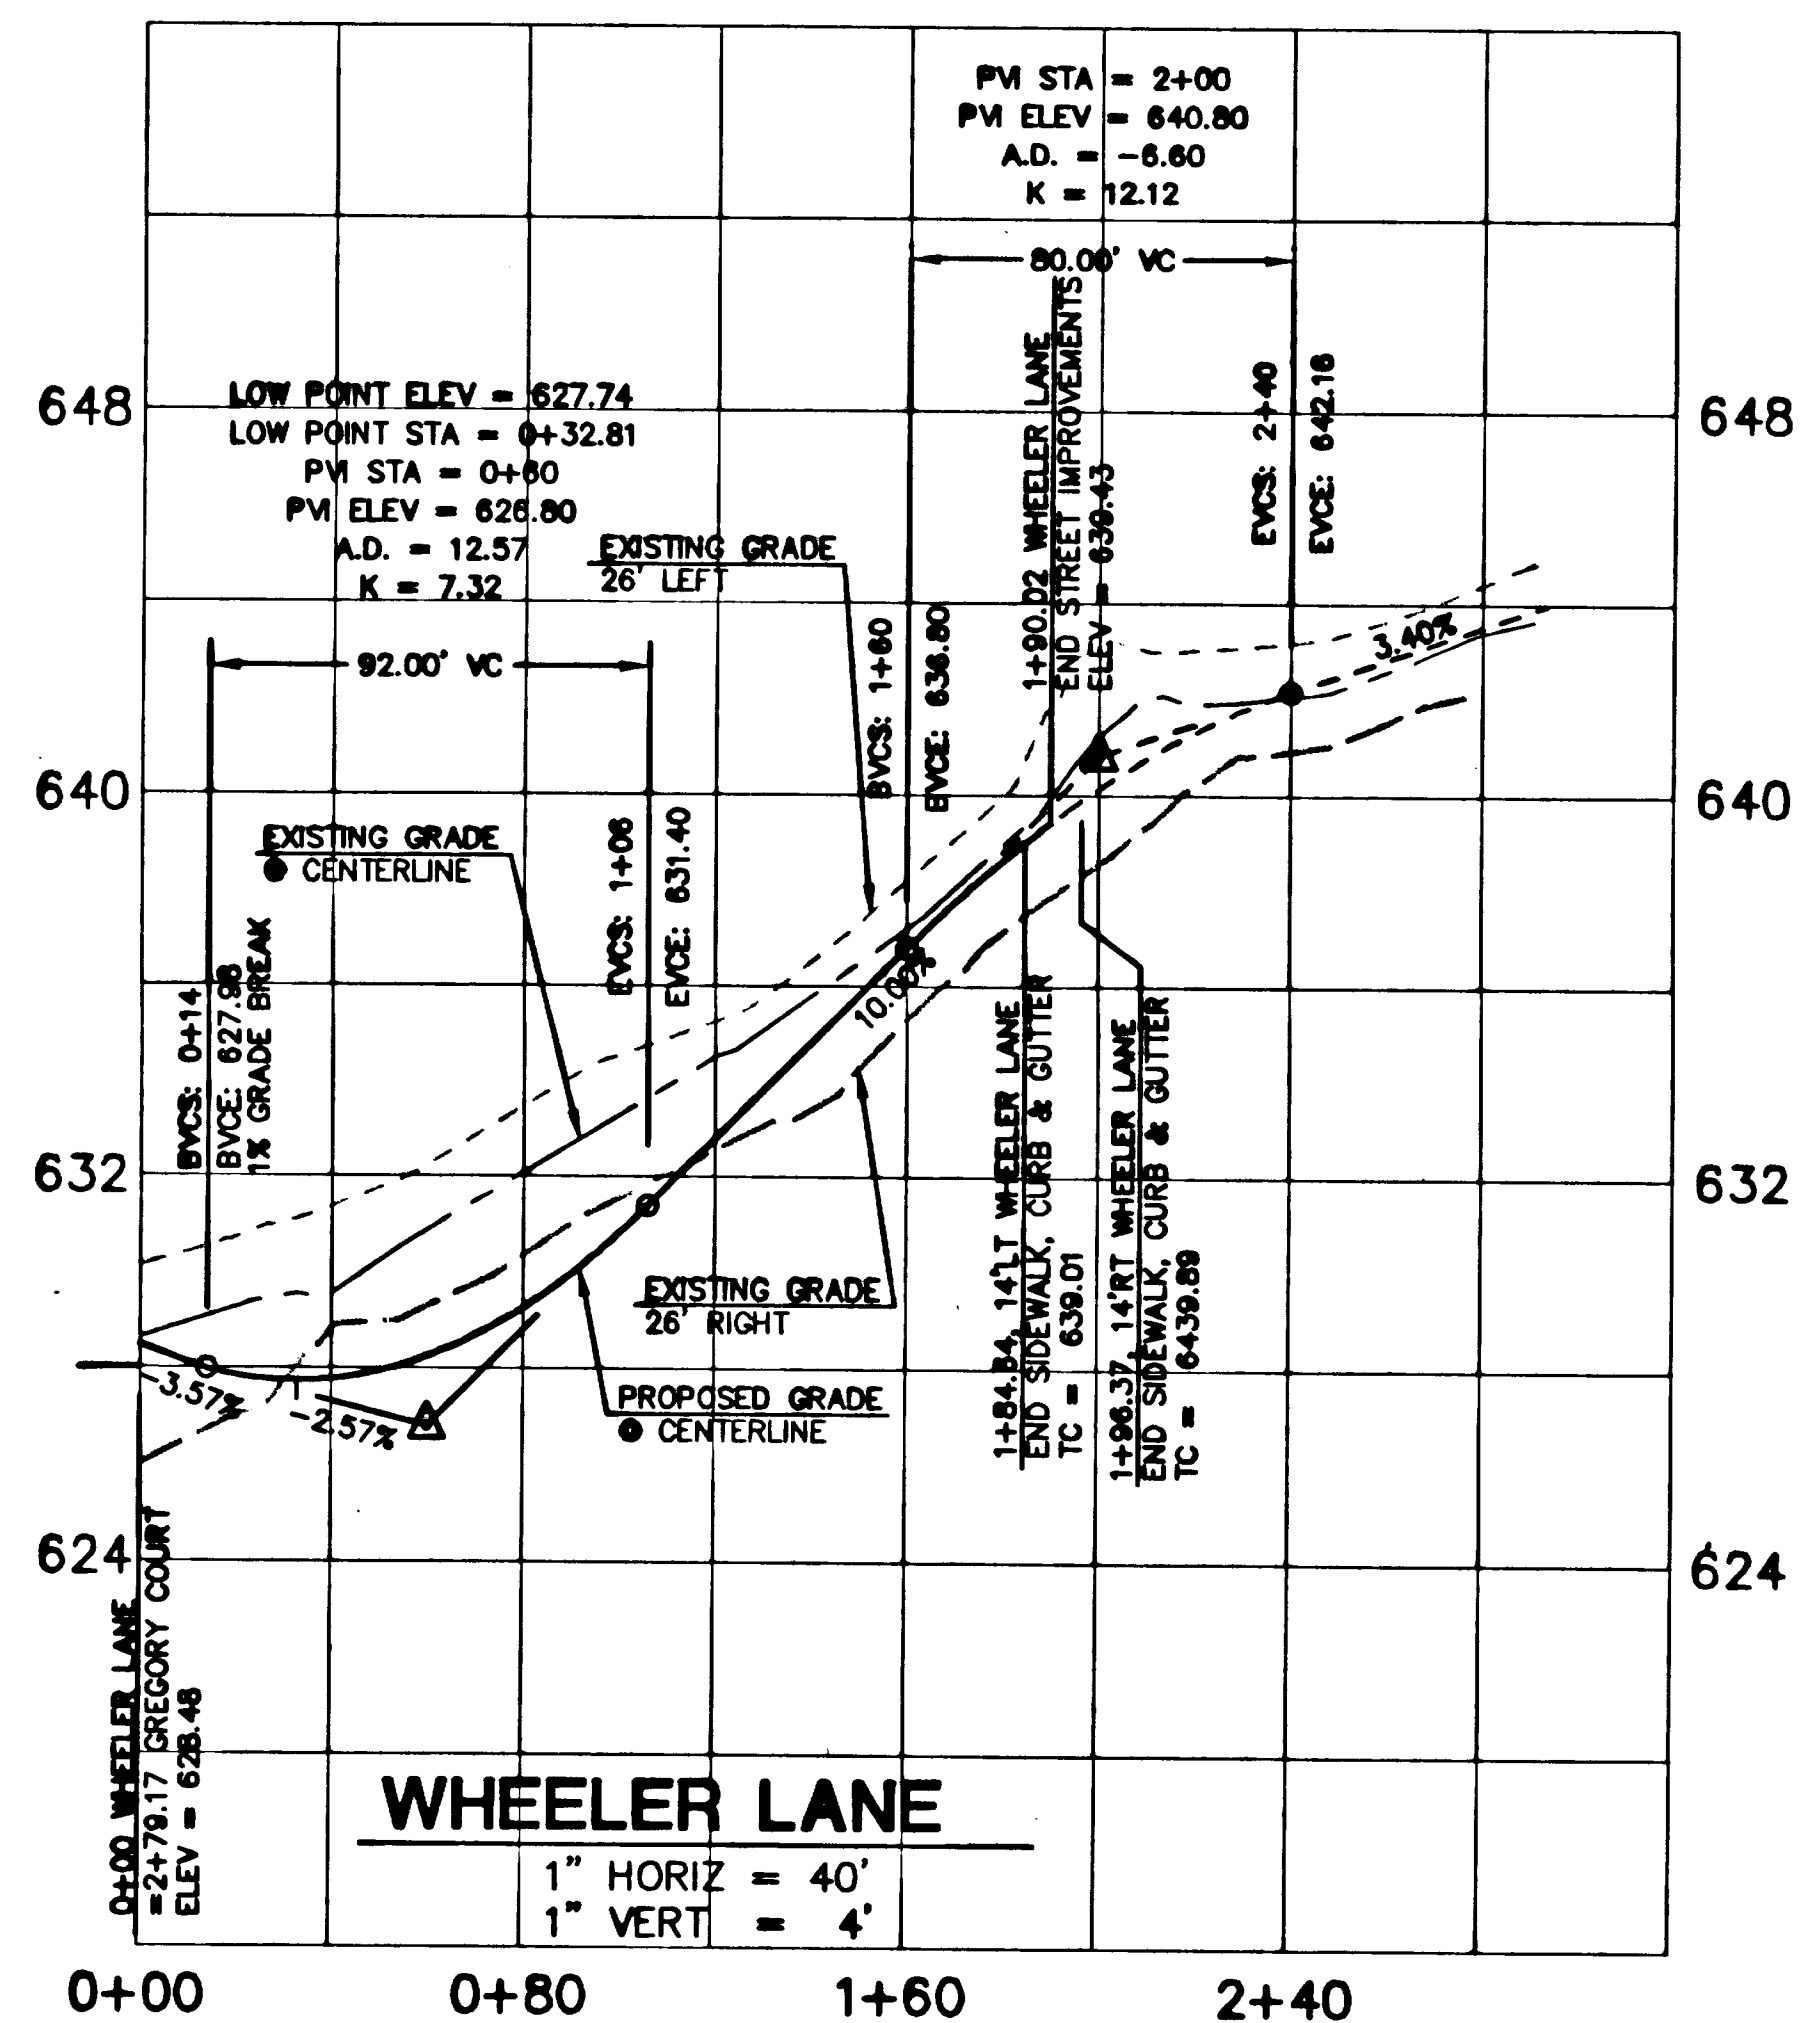 PVI STA = 2+00
PVI ELEV = 640.80
A.D. = -6.60
K = 12.12
80.00' VC
LOW POINT ELEV = 627.74
LOW POINT STA = 0+32.81
PVI STA = 0+60
PVI ELEV = 626.80
A.D. = 12.57
K = 7.32
92.00' VC
648
648
640
640
632
632
624
624
EXISTING GRADE
26' LEFT
EXISTING GRADE
CENTERLINE
BVCS: 0+14
BVCE: 627.98
1% GRADE BREAK
EVCS: 1+06
EVCE: 631.40
BVCS: 1+60
BVCE: 636.80
1+90.02 WHEELER LANE
END STREET IMPROVEMENTS
ELEV = 639.43
EVCS: 2+40
EVCE: 642.16
3.40%
10.00%
-3.57%
-2.57%
EXISTING GRADE
26' RIGHT
PROPOSED GRADE
CENTERLINE
1+84.84, 14'LT WHEELER LANE
END SIDEWALK, CURB & GUTTER
TC = 639.01
1+96.37, 14'RT WHEELER LANE
END SIDEWALK, CURB & GUTTER
TC = 6439.89
0+00 WHEELER LANE
=2+79.17 GREGORY COURT
ELEV = 628.48
WHEELER LANE
1" HORIZ = 40'
1" VERT = 4'
0+00
0+80
1+60
2+40